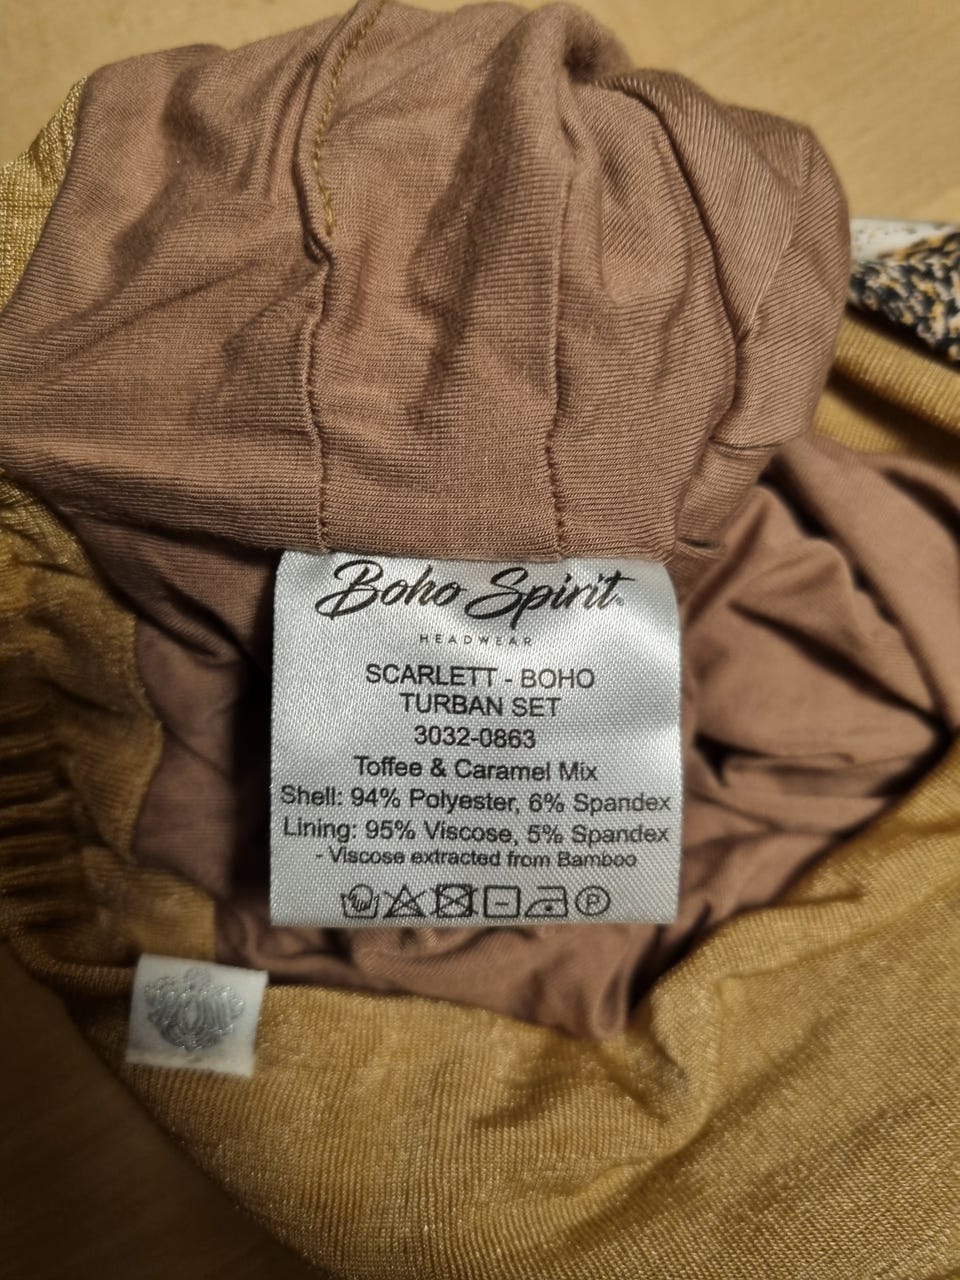 Boho Spirit®
HEADWEAR
SCARLETT - BOHO
TURBAN SET
3032-0863
Toffee & Caramel Mix
Shell: 94% Polyester, 6% Spandex
Lining: 95% Viscose, 5% Spandex
- Viscose extracted from Bamboo
P